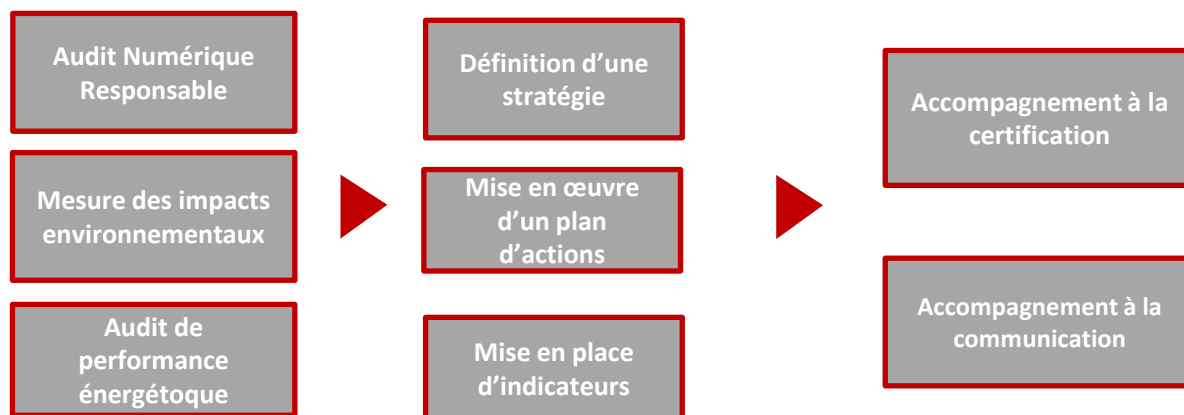 Audit Numérique
Responsable
Mesure des impacts
environnementaux
Audit de
performance
énergétoque
Définition d’une
stratégie
Mise en œuvre
d’un plan
d’actions
Mise en place
d’indicateurs
Accompagnement à la
certification
Accompagnement à la
communication